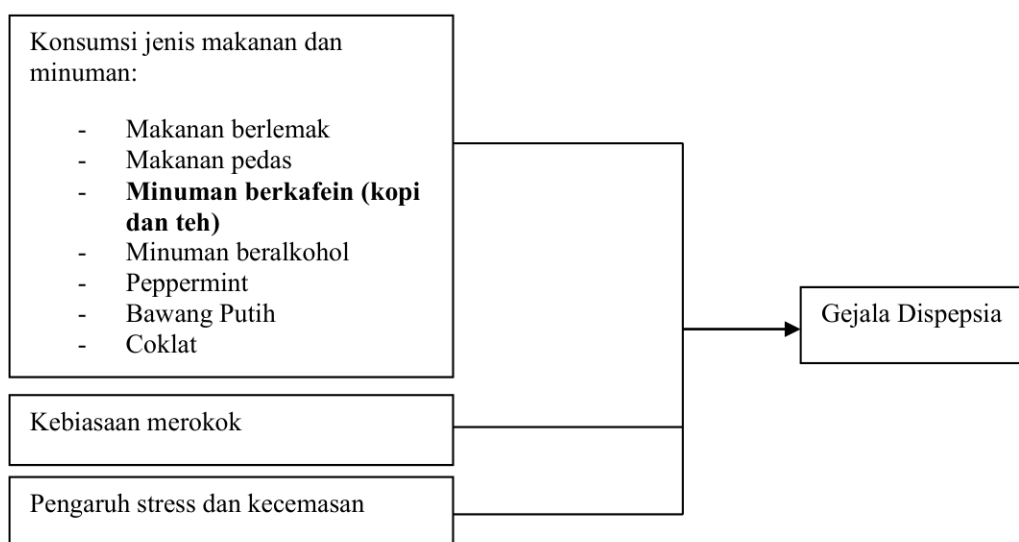 Konsumsi jenis makanan dan
minuman:
- Makanan berlemak
- Makanan pedas
- Minuman berkafein (kopi
dan teh)
- Minuman beralkohol
- Peppermint
- Bawang Putih
- Coklat
Kebiasaan merokok
Pengaruh stress dan kecemasan
Gejala Dispepsia